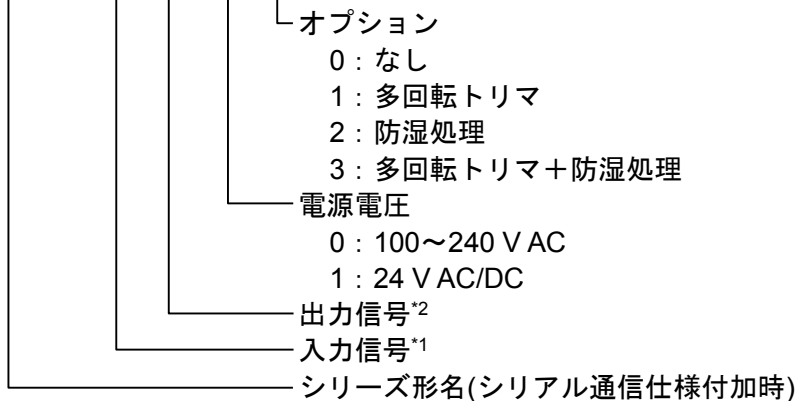 オプション
0：なし
1：多回転トリマ
2：防湿処理
3：多回転トリマ＋防湿処理
電源電圧
0：100～240 V AC
1：24 V AC/DC
出力信号*2
入力信号*1
シリーズ形名(シリアル通信仕様付加時)